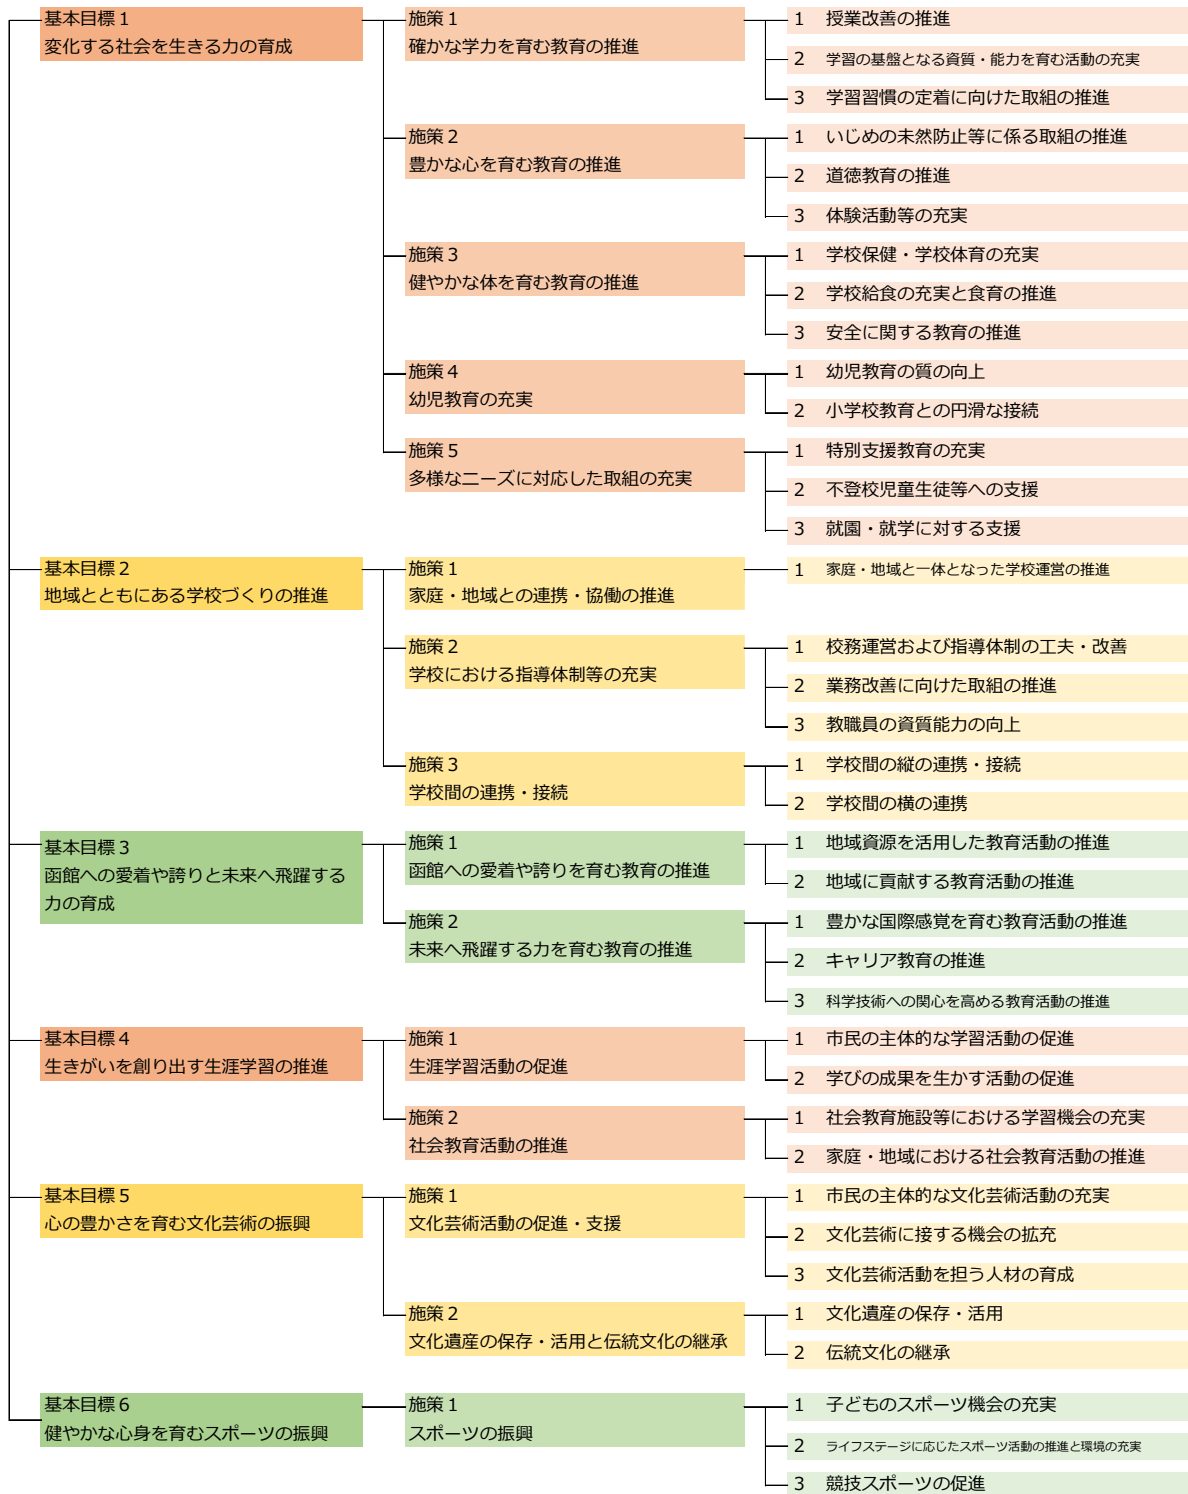 基本目標１
変化する社会を生きる力の育成
施策１
確かな学力を育む教育の推進
1 授業改善の推進
2 学習の基盤となる資質・能力を育む活動の充実
3 学習習慣の定着に向けた取組の推進
施策２
豊かな心を育む教育の推進
1 いじめの未然防止等に係る取組の推進
2 道徳教育の推進
3 体験活動等の充実
施策３
健やかな体を育む教育の推進
1 学校保健・学校体育の充実
2 学校給食の充実と食育の推進
3 安全に関する教育の推進
施策４
幼児教育の充実
1 幼児教育の質の向上
2 小学校教育との円滑な接続
施策５
多様なニーズに対応した取組の充実
1 特別支援教育の充実
2 不登校児童生徒等への支援
3 就園・就学に対する支援
基本目標２
地域とともにある学校づくりの推進
施策１
家庭・地域との連携・協働の推進
1 家庭・地域と一体となった学校運営の推進
施策２
学校における指導体制等の充実
1 校務運営および指導体制の工夫・改善
2 業務改善に向けた取組の推進
3 教職員の資質能力の向上
施策３
学校間の連携・接続
1 学校間の縦の連携・接続
2 学校間の横の連携
基本目標３
函館への愛着や誇りと未来へ飛躍する
力の育成
施策１
函館への愛着や誇りを育む教育の推進
1 地域資源を活用した教育活動の推進
2 地域に貢献する教育活動の推進
施策２
未来へ飛躍する力を育む教育の推進
1 豊かな国際感覚を育む教育活動の推進
2 キャリア教育の推進
3 科学技術への関心を高める教育活動の推進
基本目標４
生きがいを創り出す生涯学習の推進
施策１
生涯学習活動の促進
1 市民の主体的な学習活動の促進
2 学びの成果を生かす活動の促進
施策２
社会教育活動の推進
1 社会教育施設等における学習機会の充実
2 家庭・地域における社会教育活動の推進
基本目標５
心の豊かさを育む文化芸術の振興
施策１
文化芸術活動の促進・支援
1 市民の主体的な文化芸術活動の充実
2 文化芸術に接する機会の拡充
3 文化芸術活動を担う人材の育成
施策２
文化遺産の保存・活用と伝統文化の継承
1 文化遺産の保存・活用
2 伝統文化の継承
基本目標６
健やかな心身を育むスポーツの振興
施策１
スポーツの振興
1 子どものスポーツ機会の充実
2 ライフステージに応じたスポーツ活動の推進と環境の充実
3 競技スポーツの促進